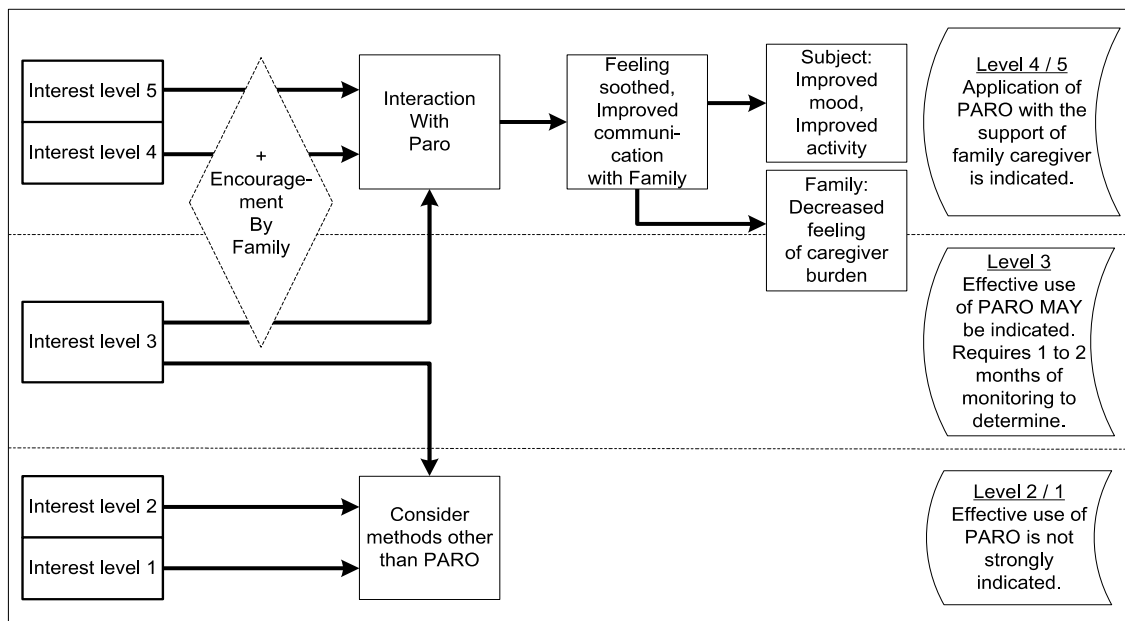 Interest level 5
Interest level 4
+
Encourage-
ment
By
Family
Interaction
With
Paro
Feeling
soothed,
Improved
communi-
cation
with Family
Subject:
Improved
mood,
Improved
activity
Family:
Decreased
feeling
of caregiver
burden
Level 4 / 5
Application of
PARO with the
support of
family caregiver
is indicated.
Interest level 3
Level 3
Effective use
of PARO MAY
be indicated.
Requires 1 to 2
months of
monitoring to
determine.
Interest level 2
Interest level 1
Consider
methods other
than PARO
Level 2 / 1
Effective use of
PARO is not
strongly
indicated.